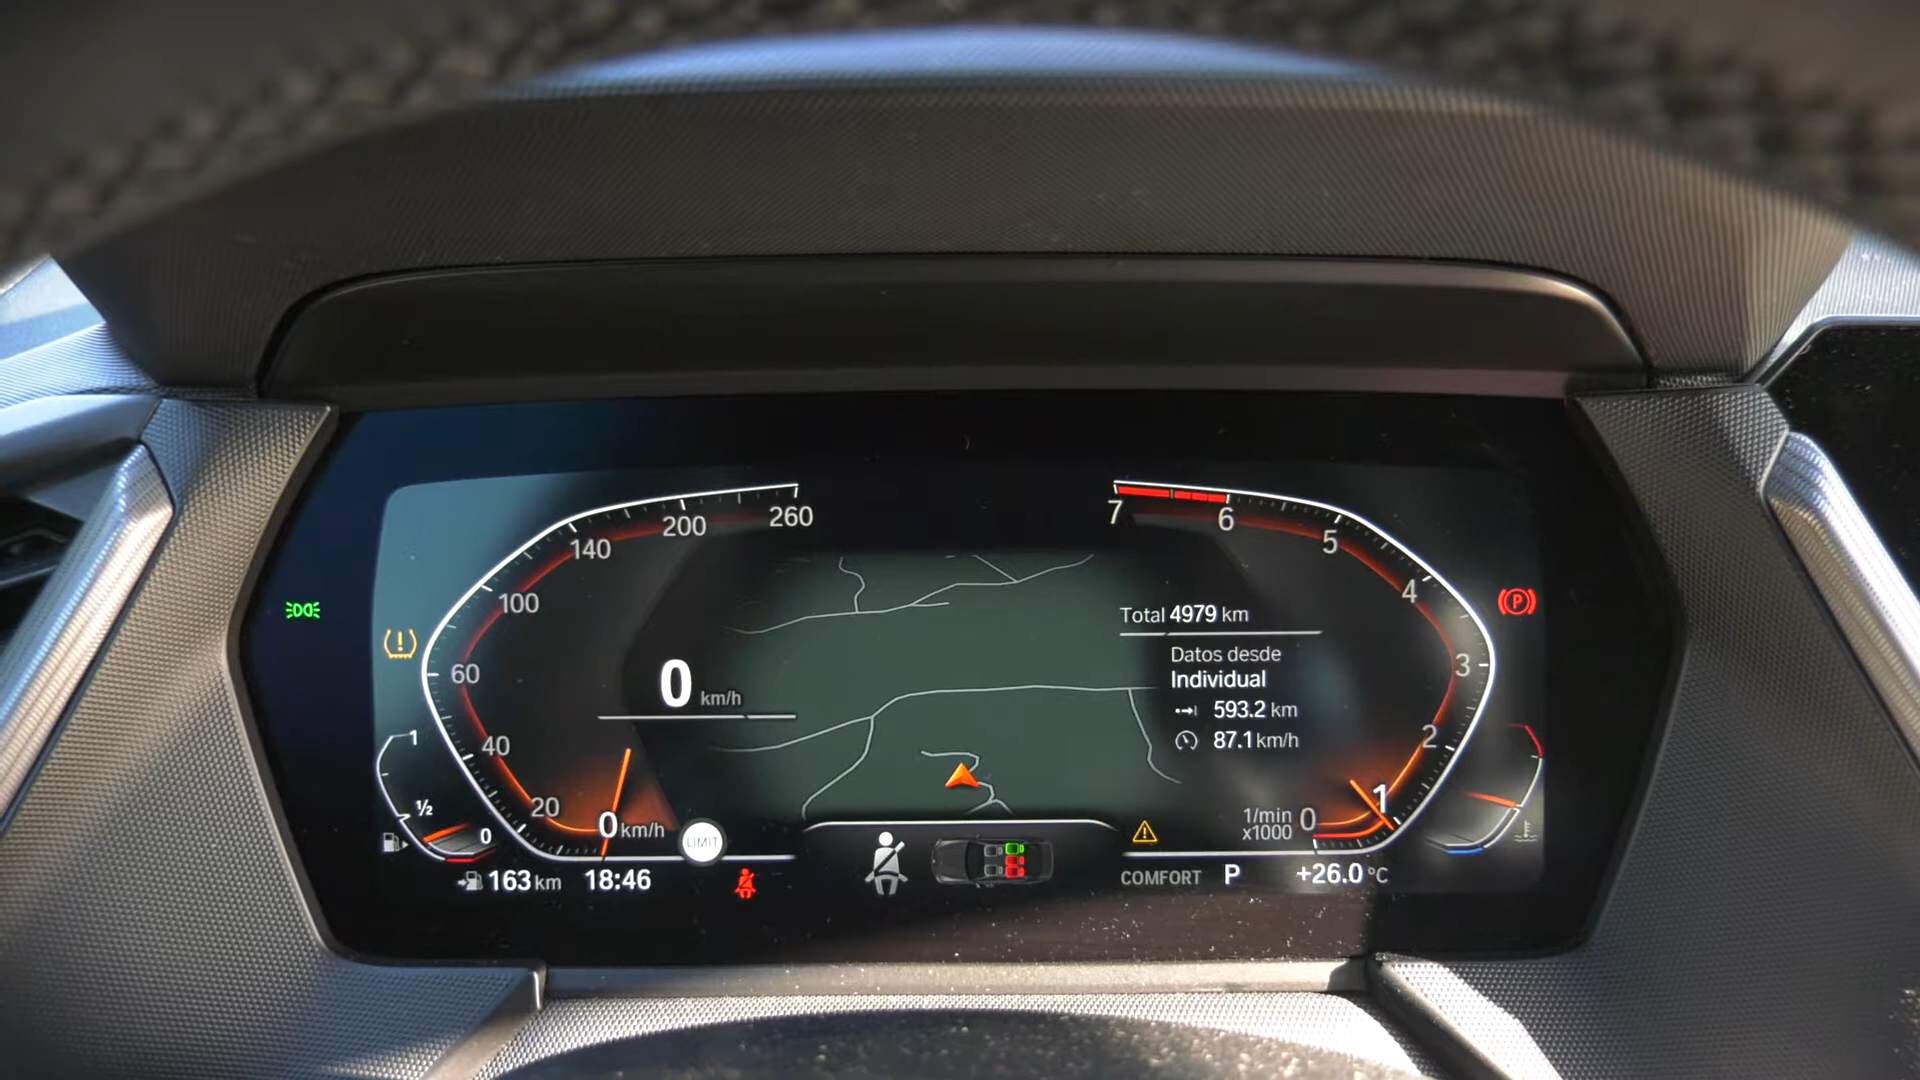 260
200
140
100
60
40
20
0 km/h
0 km/h
1
½
0
163 km
18:46
LIMIT
7
6
5
4
3
2
1
0
1/min
x1000
Total 4979 km
Datos desde
Individual
593.2 km
87.1 km/h
P
COMFORT P
+26.0 °C